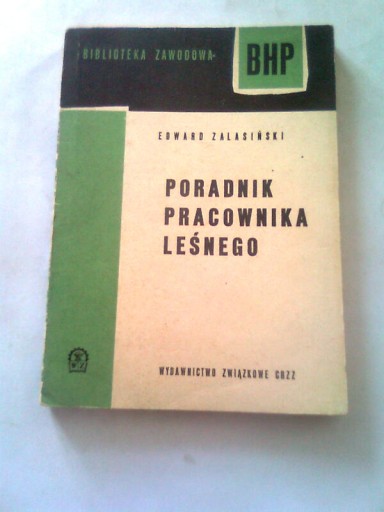 BIBLIOTEKA ZAWODOWA
BHP
EDWARD ZALASIŃSKI
PORADNIK
PRACOWNIKA
LEŚNEGO
WYDAWNICTWO ZWIĄZKOWE CRZZ